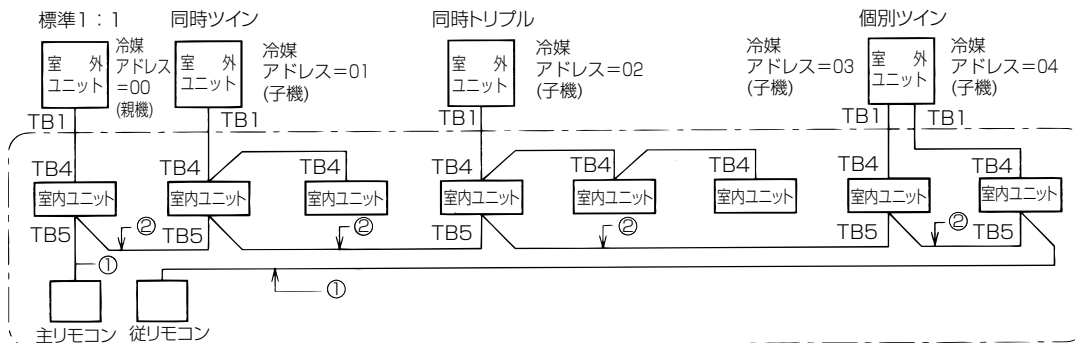 標準1：1
同時ツイン
同時トリプル
個別ツイン
室 外
ユニット
冷媒
アドレス
=00
(親機)
室 外
ユニット
冷媒
アドレス=01
(子機)
室 外
ユニット
冷媒
アドレス=02
(子機)
冷媒
アドレス=03
(子機)
室 外
ユニット
冷媒
アドレス=04
(子機)
TB1
TB1
TB1
TB1
TB1
TB4
TB4
TB4
TB4
TB4
室内ユニット
室内ユニット
室内ユニット
室内ユニット
室内ユニット
室内ユニット
室内ユニット
室内ユニット
TB5
②
TB5
②
TB5
②
TB5
②
TB5
①
①
主リモコン
従リモコン